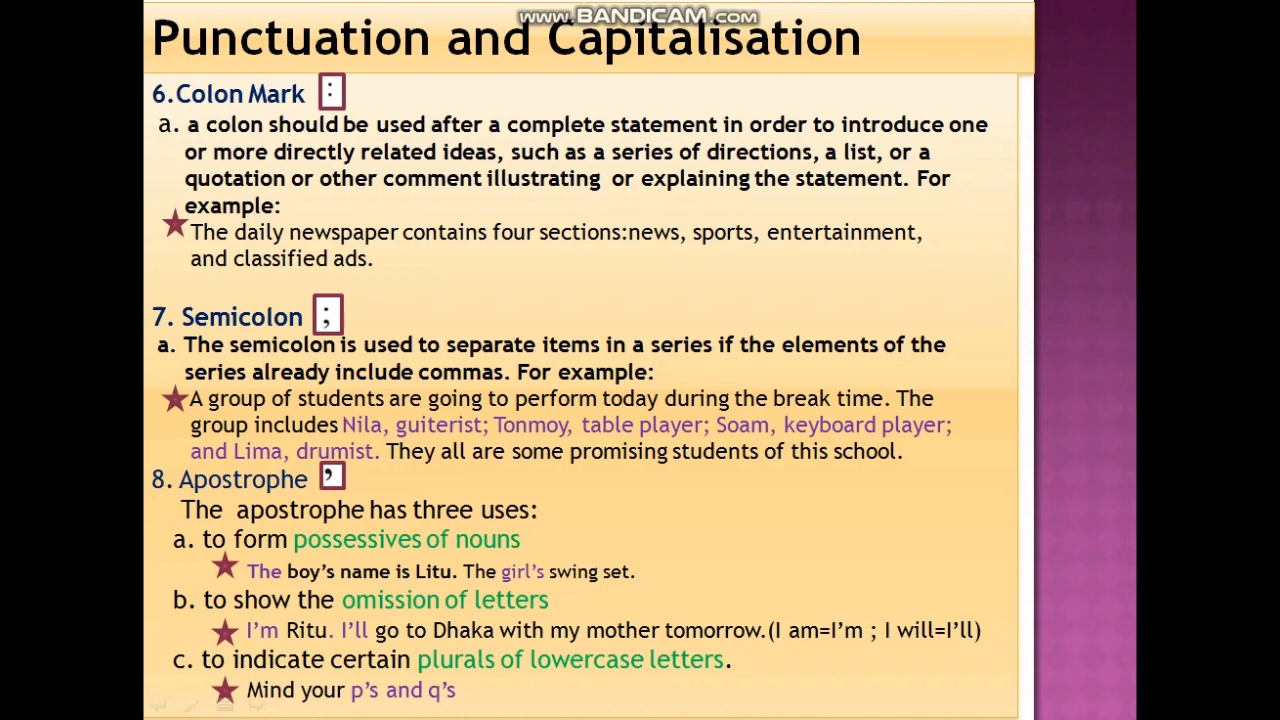 www.BANDICAM.com
Punctuation and Capitalisation
6.Colon Mark :
a. a colon should be used after a complete statement in order to introduce one
or more directly related ideas, such as a series of directions, a list, or a
quotation or other comment illustrating or explaining the statement. For
example:
The daily newspaper contains four sections:news, sports, entertainment,
and classified ads.
7. Semicolon ;
a. The semicolon is used to separate items in a series if the elements of the
series already include commas. For example:
A group of students are going to perform today during the break time. The
group includes Nila, guiterist; Tonmoy, table player; Soam, keyboard player;
and Lima, drumist. They all are some promising students of this school.
8. Apostrophe ’
The apostrophe has three uses:
a. to form possessives of nouns
The boy’s name is Litu. The girl’s swing set.
b. to show the omission of letters
I’m Ritu. I’ll go to Dhaka with my mother tomorrow.(I am=I’m ; I will=I’ll)
c. to indicate certain plurals of lowercase letters.
Mind your p’s and q’s